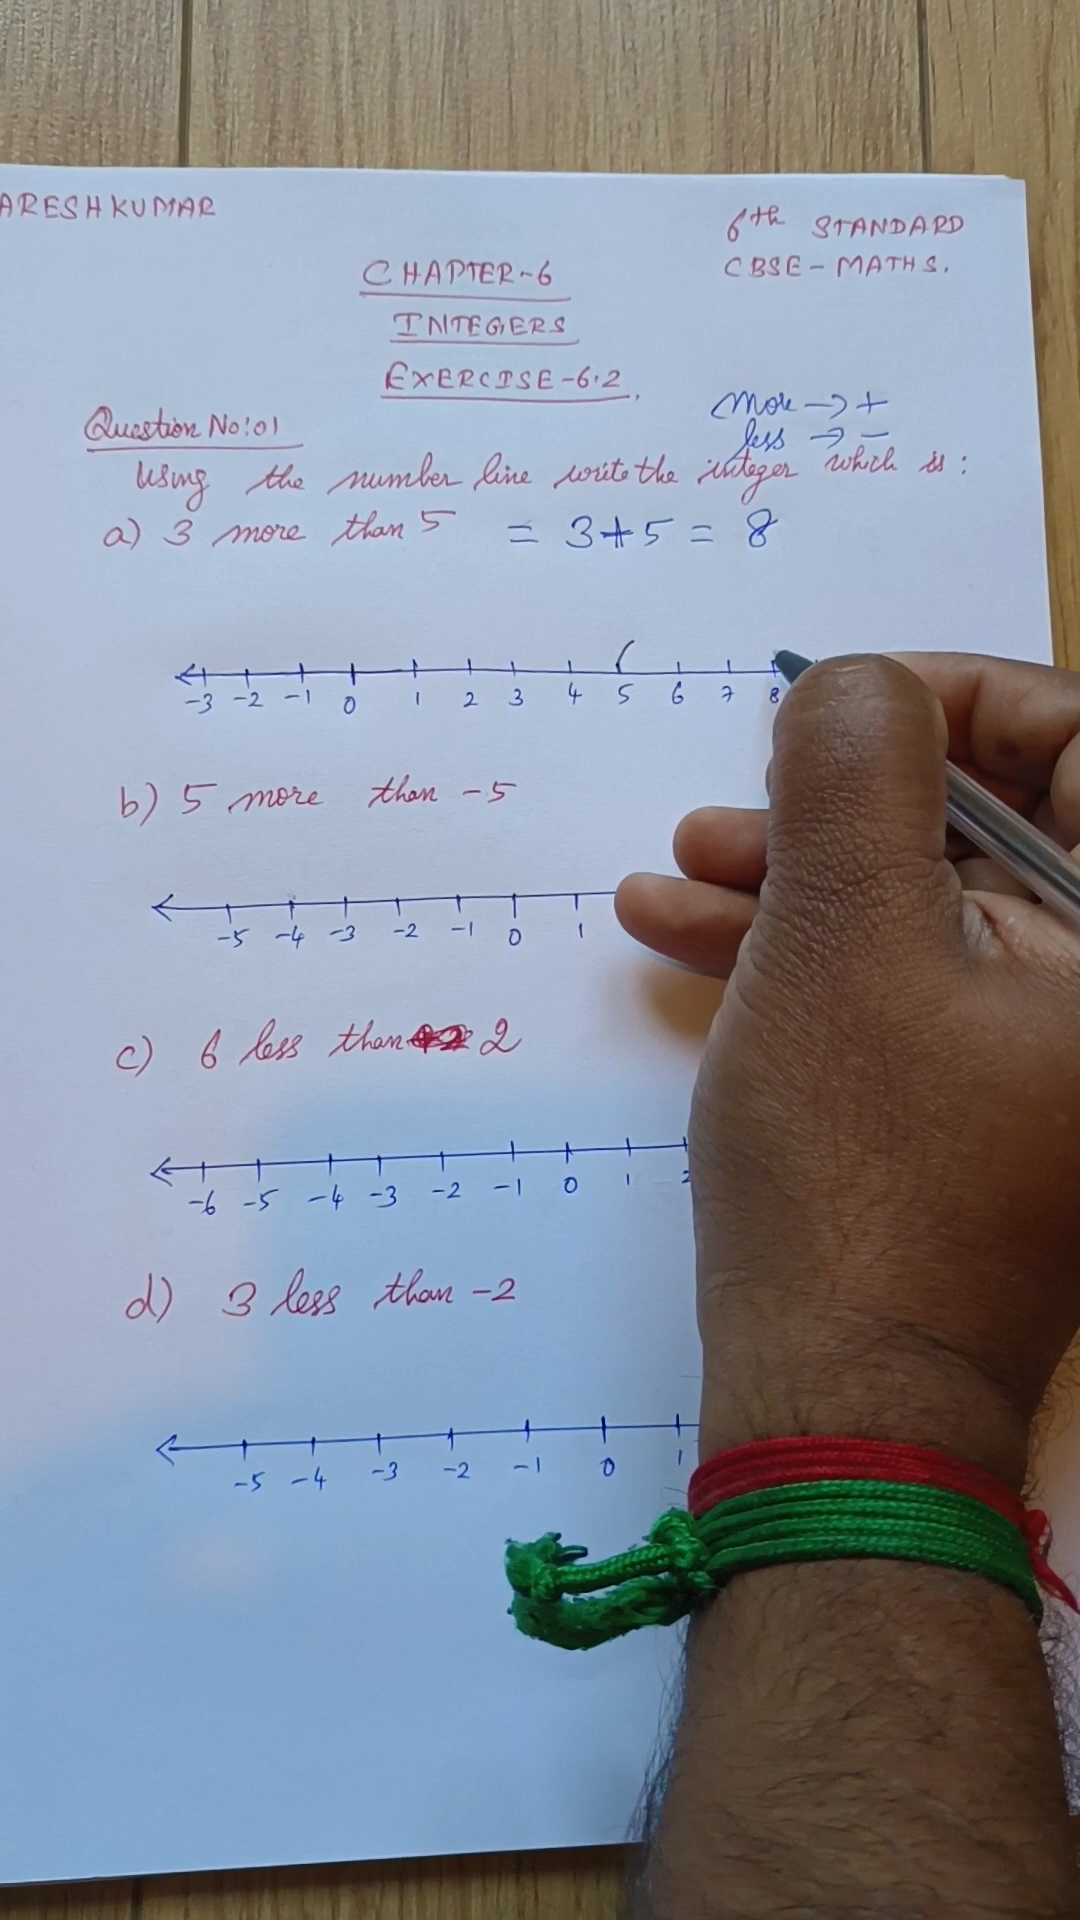 ARESHKUMAR
6th STANDARD
CBSE-MATHS.
CHAPTER-6
INTEGERS
EXERCISE-6.2.
Question No:01
More → +
less → -
Using the number line write the integer which is :
a) 3 more than 5 = 3+5 = 8
-3 -2 -1 0 1 2 3 4 5 6 7 8
b) 5 more than -5
-5 -4 -3 -2 -1 0 1
c) 6 less than 2
-6 -5 -4 -3 -2 -1 0 1 2
d) 3 less than -2
-5 -4 -3 -2 -1 0 1